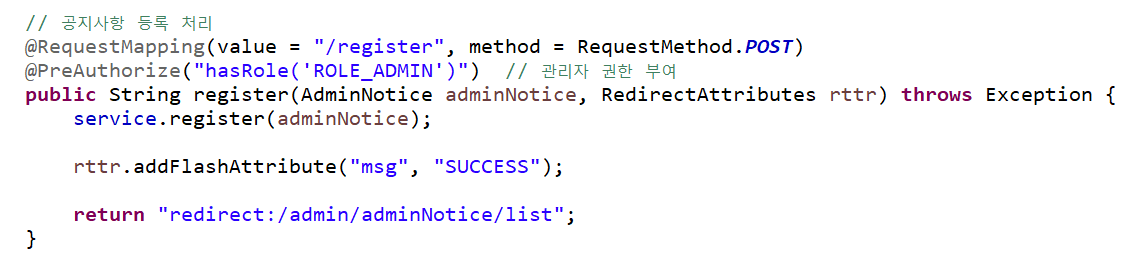 // 공지사항 등록 처리
@RequestMapping(value = "/register", method = RequestMethod.POST)
@PreAuthorize("hasRole('ROLE_ADMIN')")  // 관리자 권한 부여
public String register(AdminNotice adminNotice, RedirectAttributes rttr) throws Exception {
    service.register(adminNotice);
    rttr.addFlashAttribute("msg", "SUCCESS");
    return "redirect:/admin/adminNotice/list";
}